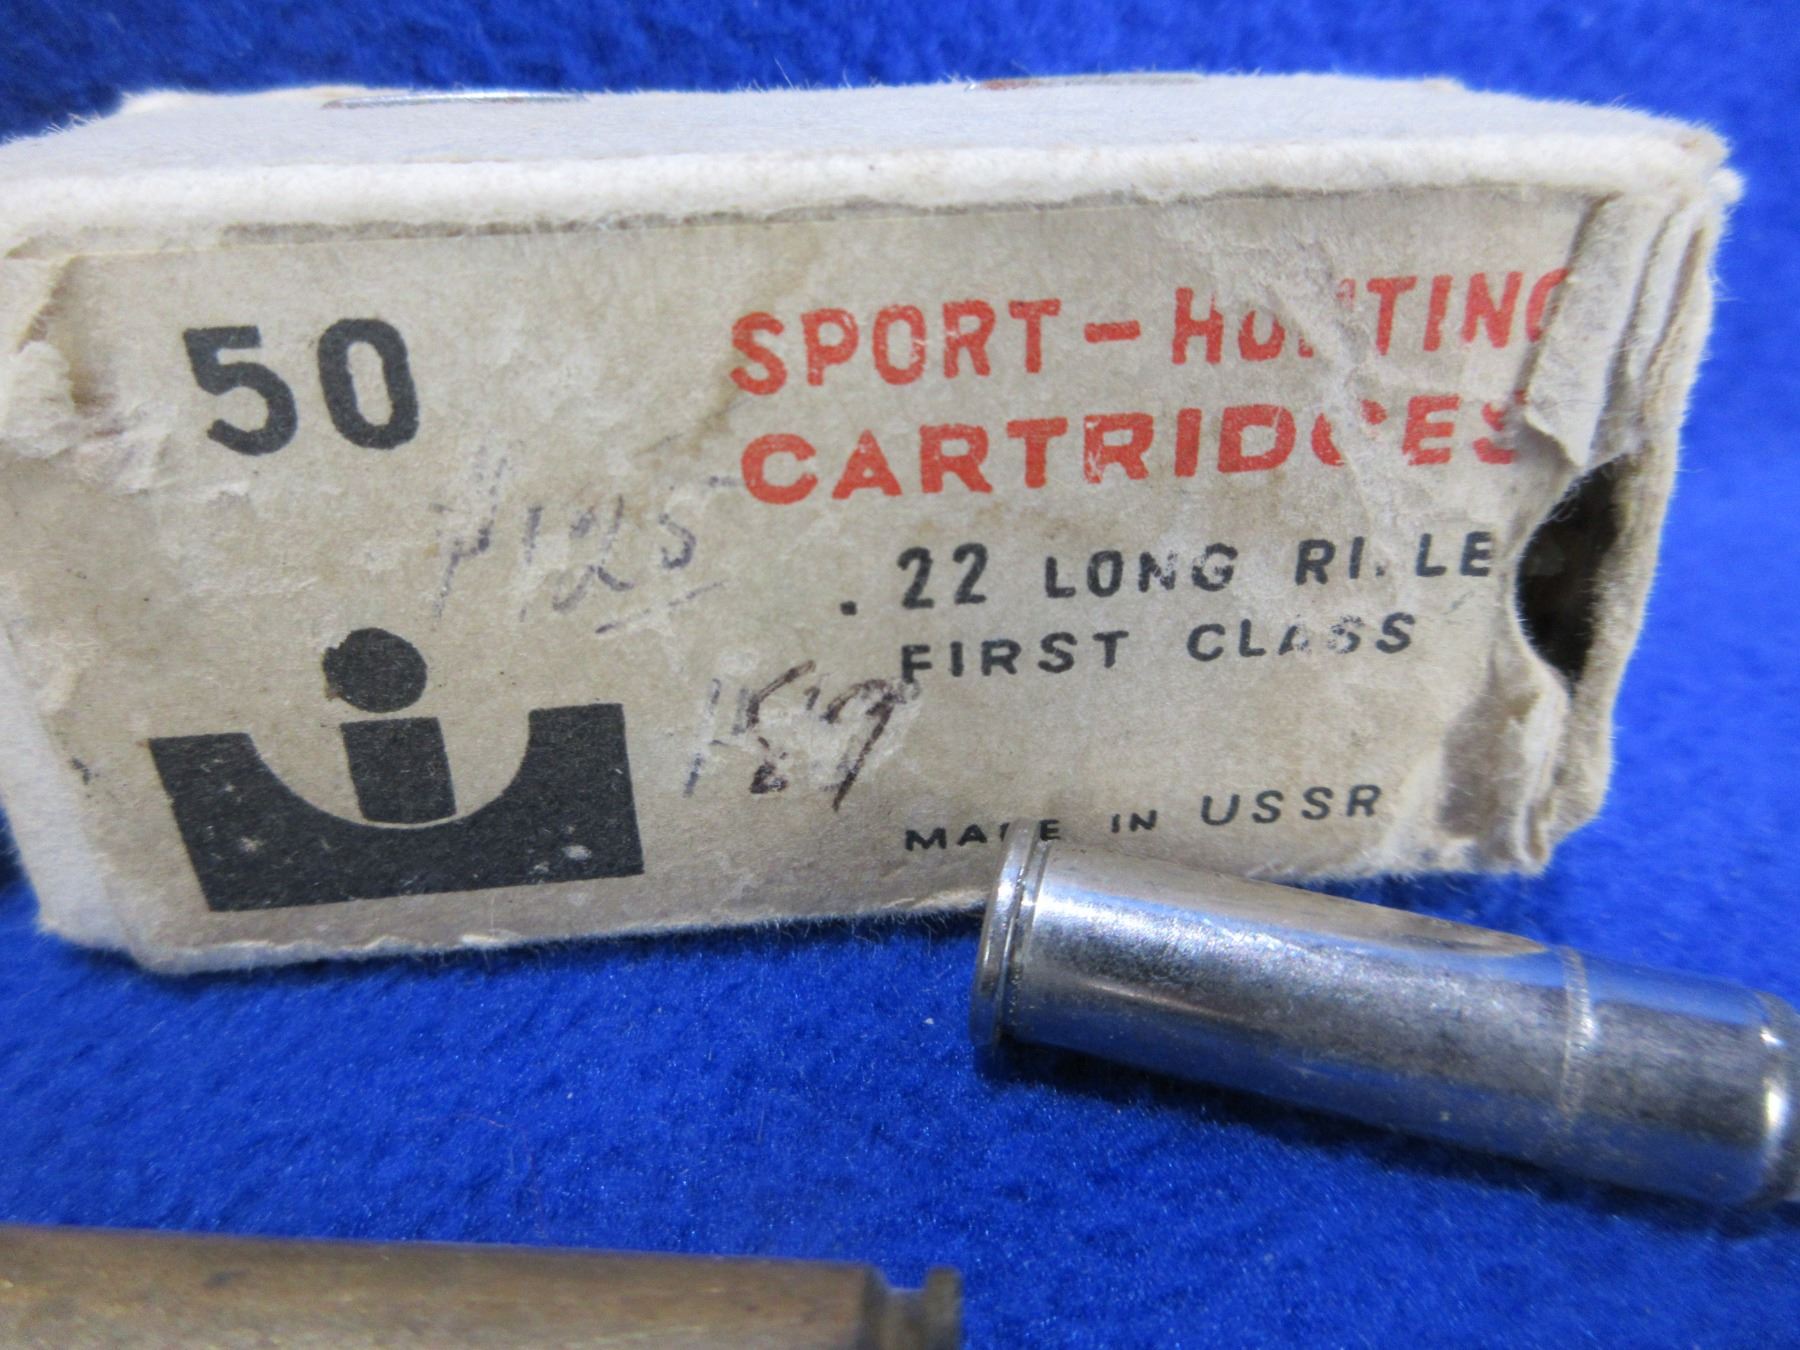 50
SPORT-HUNTING
CARTRIDGES
.22 LONG RIFLE
FIRST CLASS
MADE IN USSR